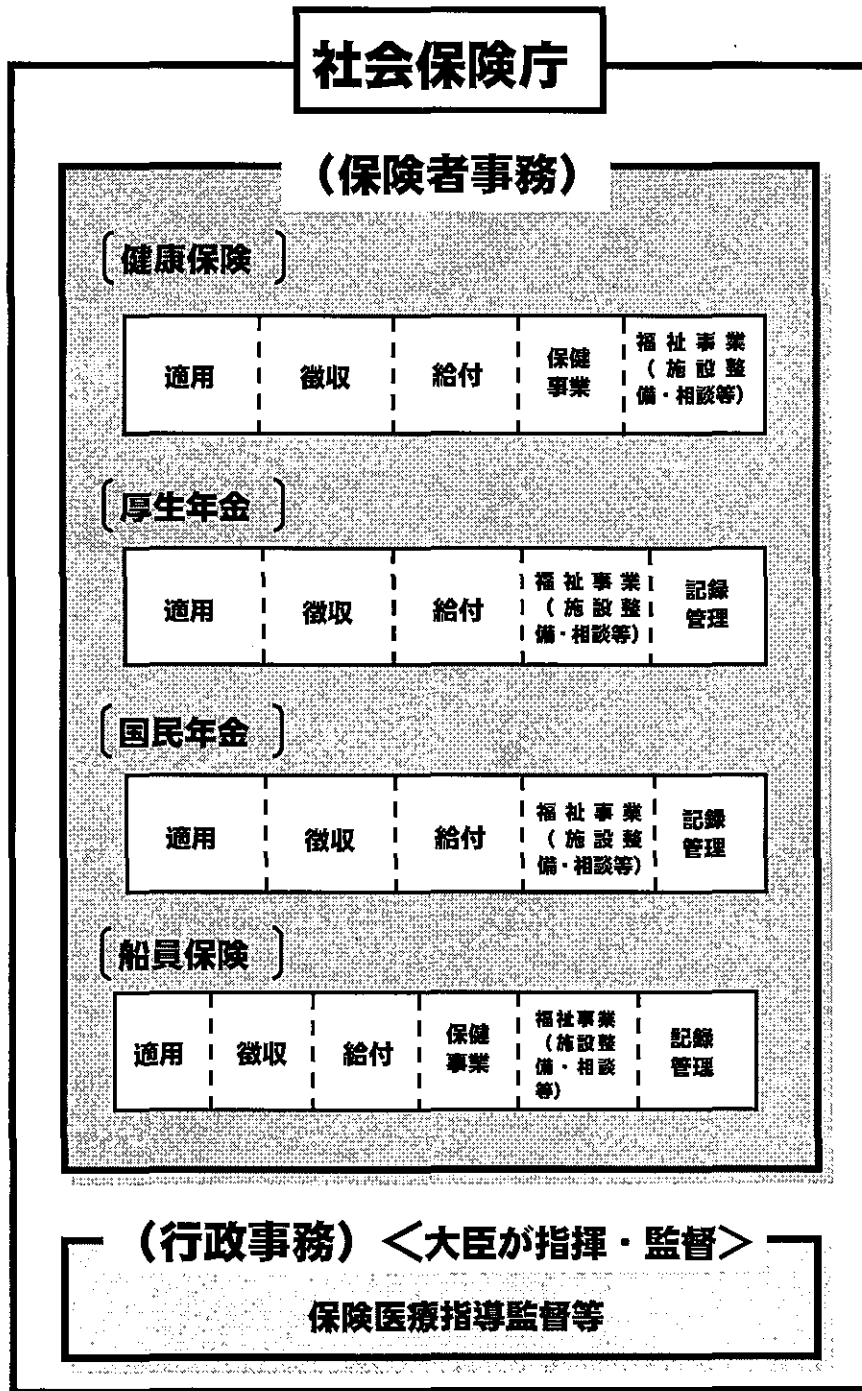 社会保険庁
（保険者事務）
〔健康保険〕
適用
徴収
給付
保健
事業
福祉事業
（施設整
備・相談等）
〔厚生年金〕
適用
徴収
給付
福祉事業
（施設整
備・相談等）
記録
管理
〔国民年金〕
適用
徴収
給付
福祉事業
（施設整
備・相談等）
記録
管理
〔船員保険〕
適用
徴収
給付
保健
事業
福祉事業
（施設整
備・相談
等）
記録
管理
（行政事務）＜大臣が指揮・監督＞
保険医療指導監督等